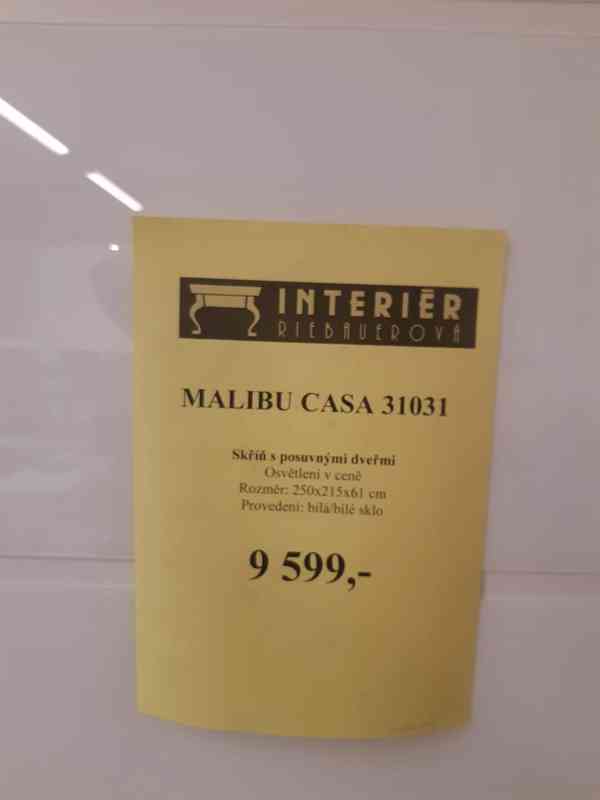 INTERIÉR
RIEBAUEROVÁ
MALIBU CASA 31031
Skříň s posuvnými dveřmi
Osvětlení v ceně
Rozměr: 250x215x61 cm
Provedení: bílá/bílé sklo
9 599,-